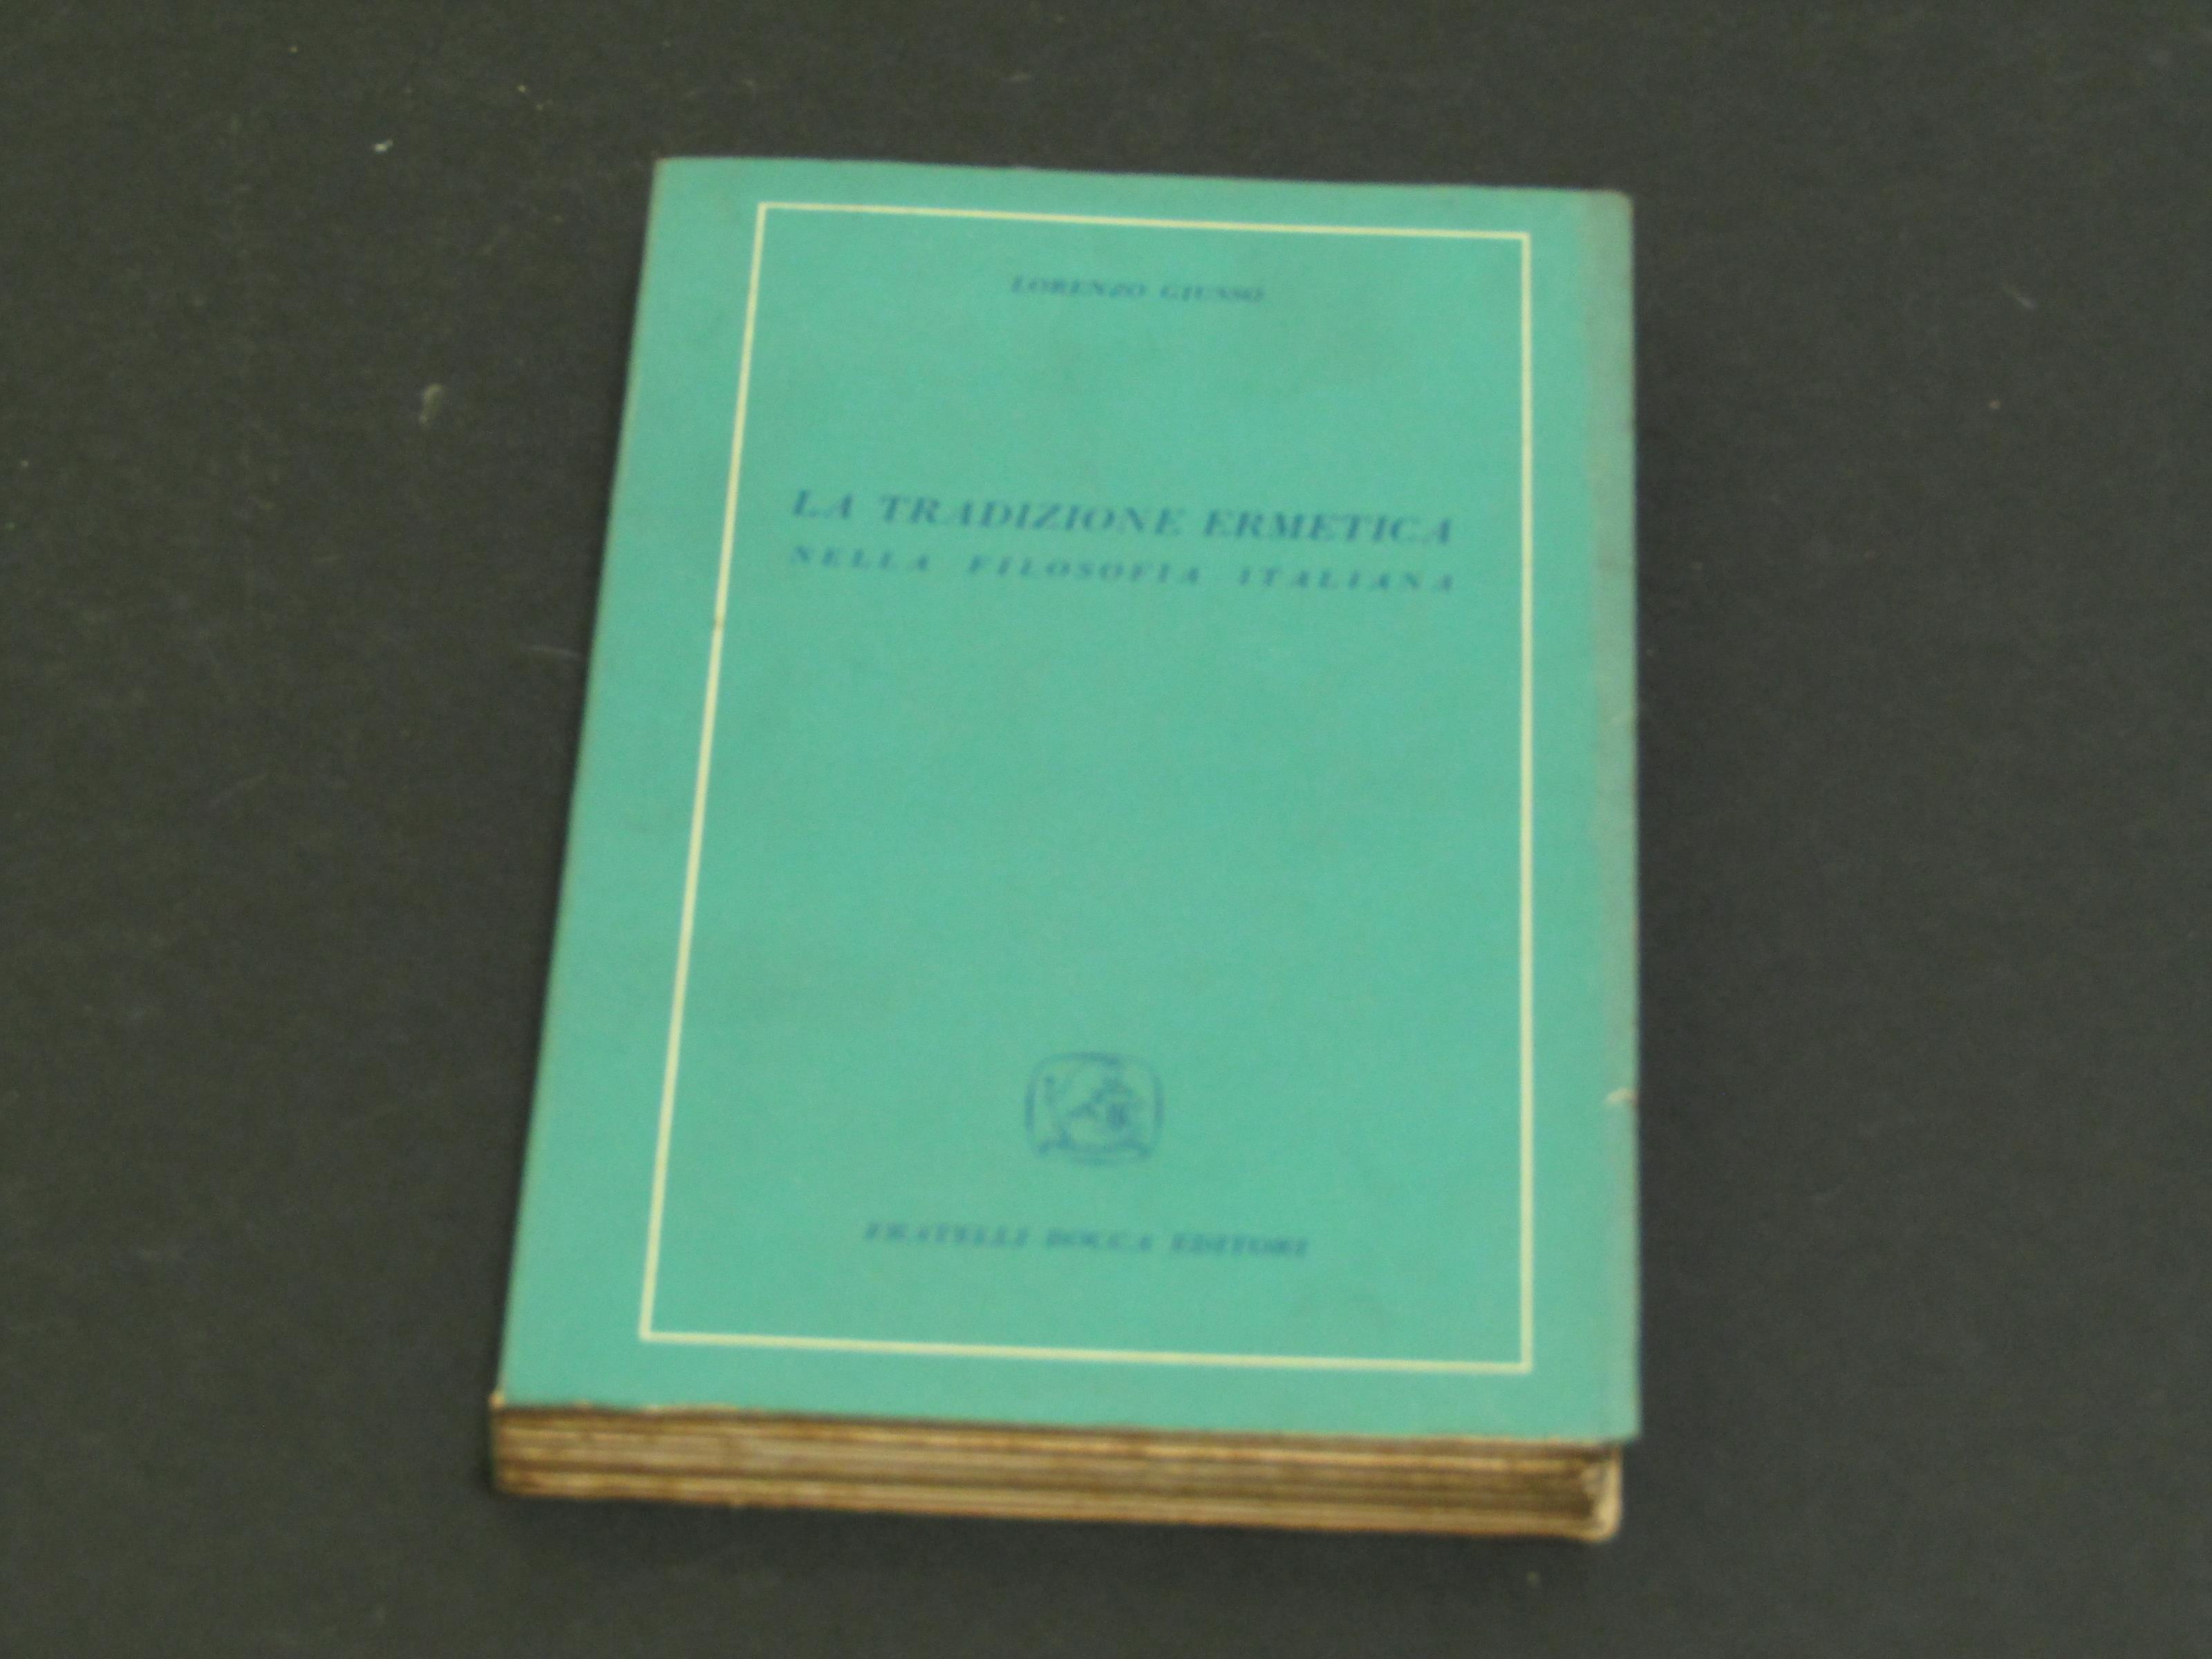 LORENZO GIUSSO
LA TRADIZIONE ERMETICA
NELLA FILOSOFIA ITALIANA
FRATELLI BOCCA EDITORI